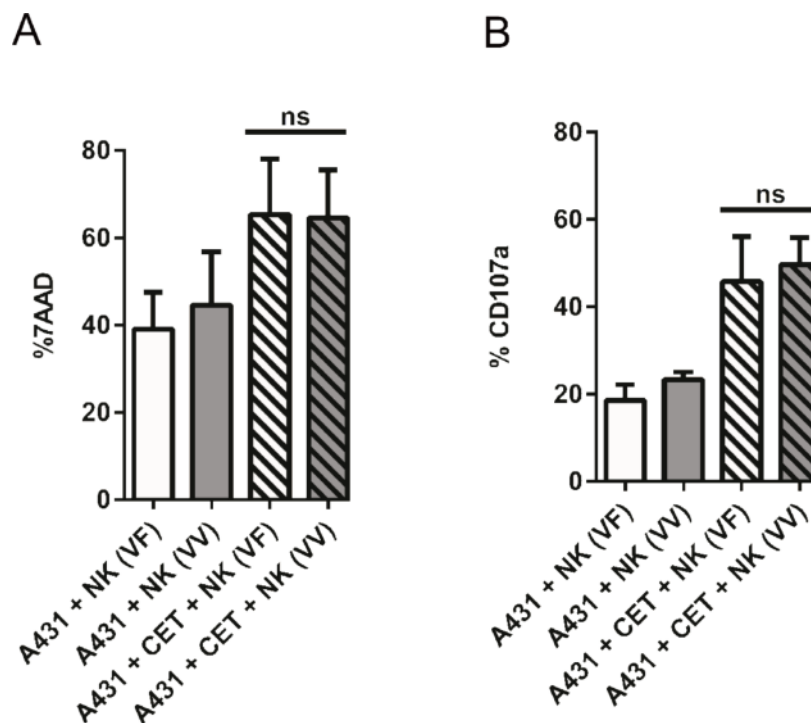 A
ns
80
60
40
20
0
%7AAD
A431 + NK (VF)
A431 + NK (VV)
A431 + CET + NK (VF)
A431 + CET + NK (VV)
B
ns
80
60
40
20
0
% CD107a
A431 + NK (VF)
A431 + NK (VV)
A431 + CET + NK (VF)
A431 + CET + NK (VV)